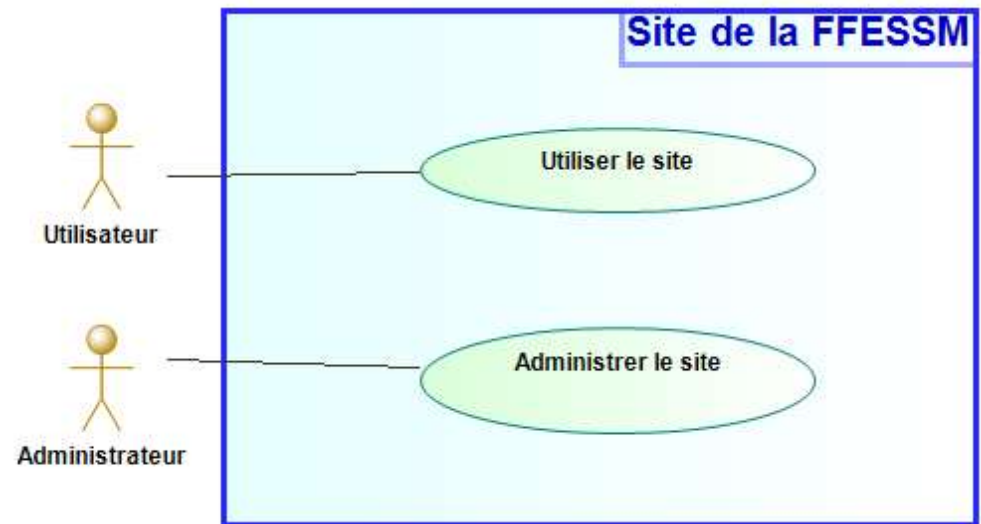 Site de la FFESSM
Utiliser le site
Utilisateur
Administrer le site
Administrateur